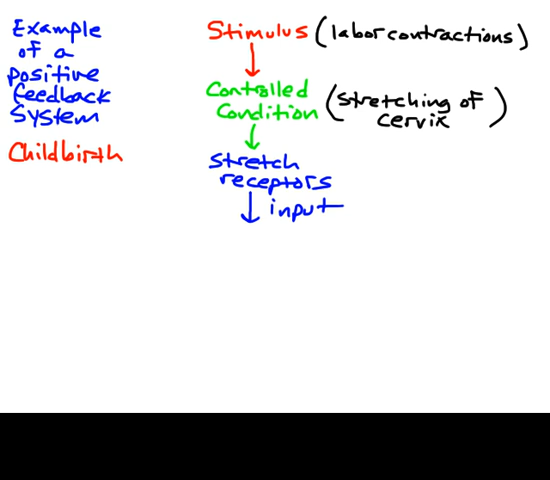 Example
of a
positive
feedback
system
Childbirth
Stimulus (labor contractions)
Controlled
Condition (stretching of
cervix)
Stretch
receptors
input